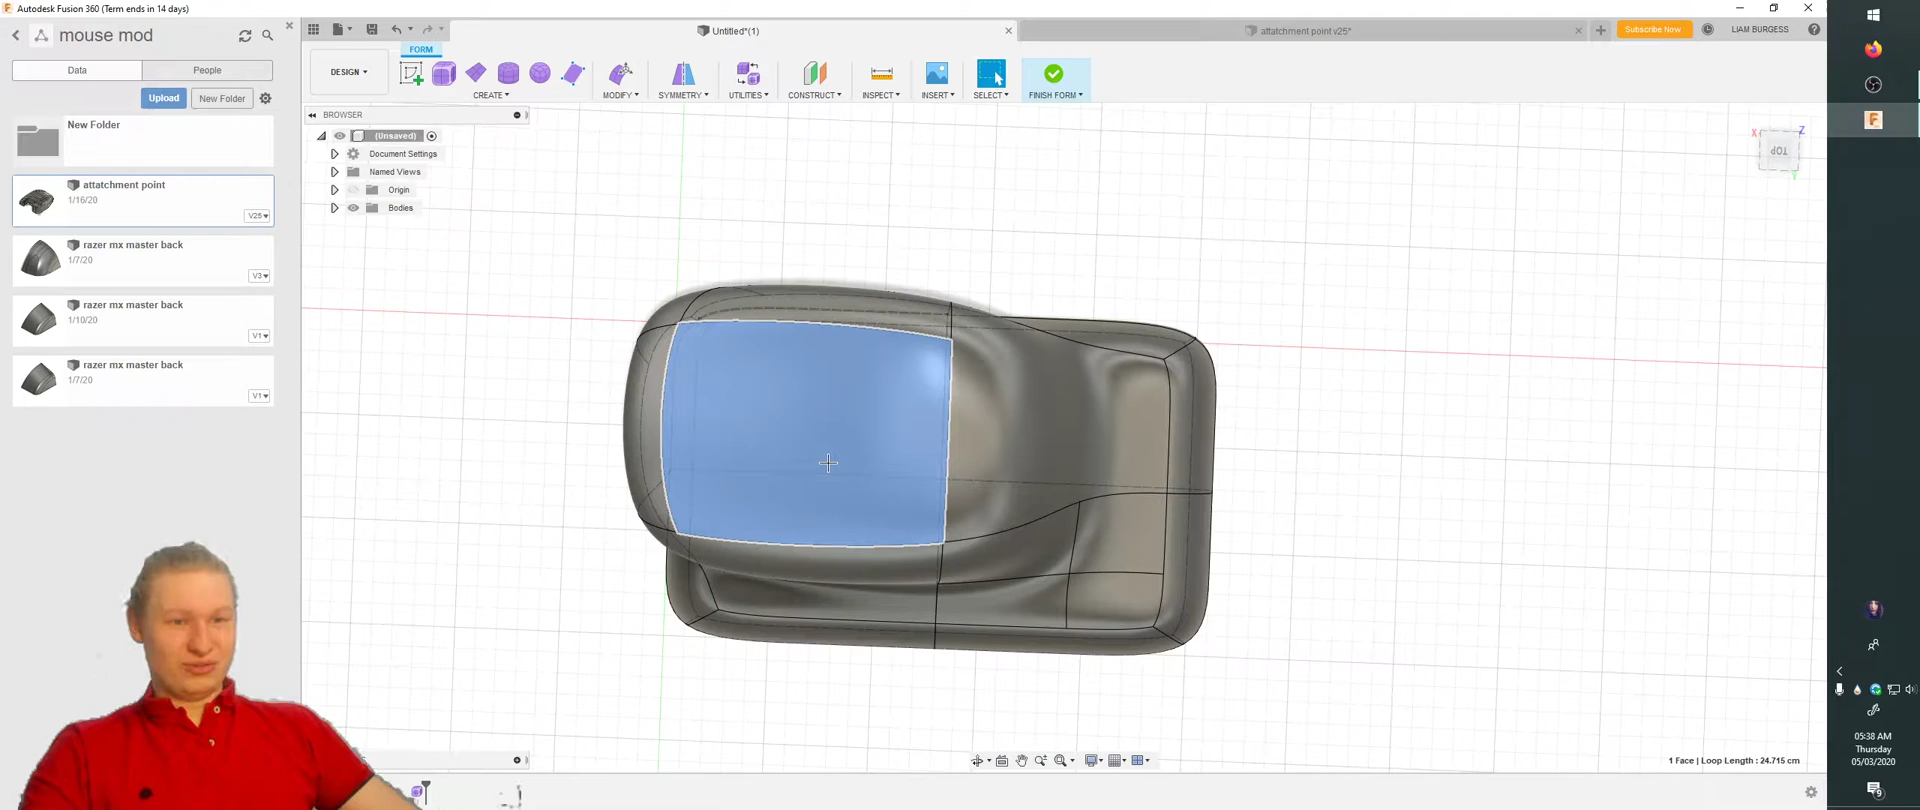 Autodesk Fusion 360 (Term ends in 14 days)
mouse mod
Data
People
Upload
New Folder
New Folder
attatchment point
1/16/20
V25
razer mx master back
1/7/20
V3
razer mx master back
1/10/20
V1
razer mx master back
1/7/20
V1
Untitled*(1)
attatchment point v25*
Subscribe Now
LIAM BURGESS
DESIGN
FORM
CREATE
MODIFY
SYMMETRY
UTILITIES
CONSTRUCT
INSPECT
INSERT
SELECT
FINISH FORM
BROWSER
(Unsaved)
Document Settings
Named Views
Origin
Bodies
X
Z
TOP
Y
1 Face | Loop Length : 24.715 cm
05:38 AM
Thursday
05/03/2020
9